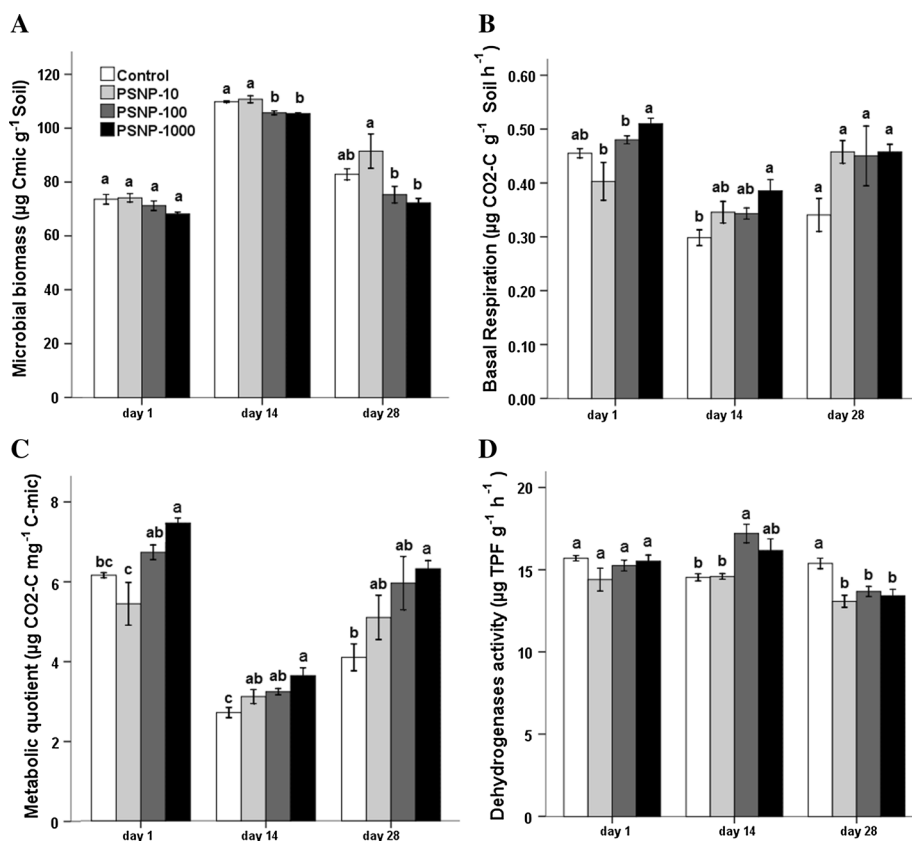 A
Microbial biomass (µg Cmic g⁻¹ Soil)
120
100
80
60
40
20
0
Control
PSNP-10
PSNP-100
PSNP-1000
a a a a
a a b b
ab a b b
day 1 day 14 day 28
B
Basal Respiration (µg CO2-C g⁻¹ Soil h⁻¹)
0.60
0.50
0.40
0.30
0.20
0.10
0.00
ab b b a
b ab ab a
a a a a
day 1 day 14 day 28
C
Metabolic quotient (µg CO2-C mg⁻¹ C-mic)
8
6
4
2
0
bc c ab a
c ab ab a
b ab ab a
day 1 day 14 day 28
D
Dehydrogenases activity (µg TPF g⁻¹ h⁻¹)
20
15
10
5
0
a a a a
b b a ab
a b b b
day 1 day 14 day 28